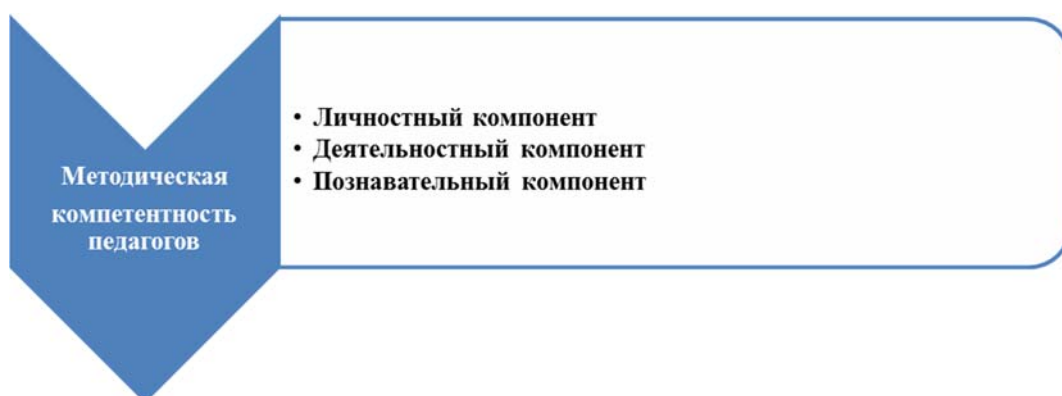 Методическая
компетентность
педагогов
• Личностный компонент
• Деятельностный компонент
• Познавательный компонент